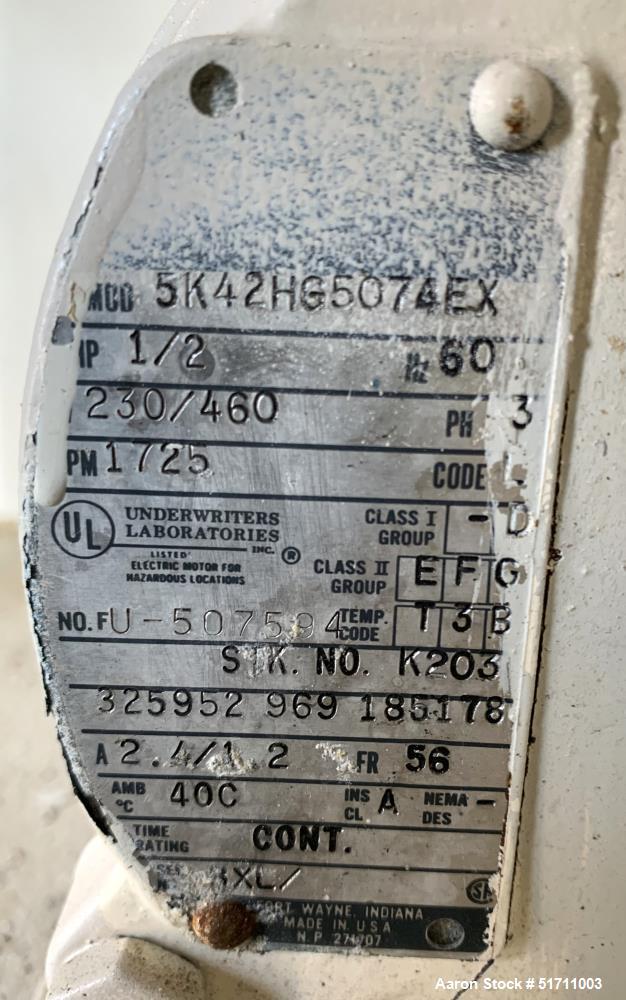 MOD 5K42HG5074EX
HP 1/2 Hz 60
230/460 PH 3
PM 1725 CODE L
UL UNDERWRITERS LABORATORIES INC. ®
LISTED
ELECTRIC MOTOR FOR
HAZARDOUS LOCATIONS
CLASS I GROUP - D
CLASS II GROUP E F G
NO. FU-507594 TEMP. CODE T 3 B
STK. NO. K203
325952 969 185178
A 2.4/1.2 FR 56
AMB °C 40C INS CL A NEMA DES -
TIME RATING CONT.
XL/
FORT WAYNE, INDIANA
MADE IN U.S.A
Aaron Stock # 51711003